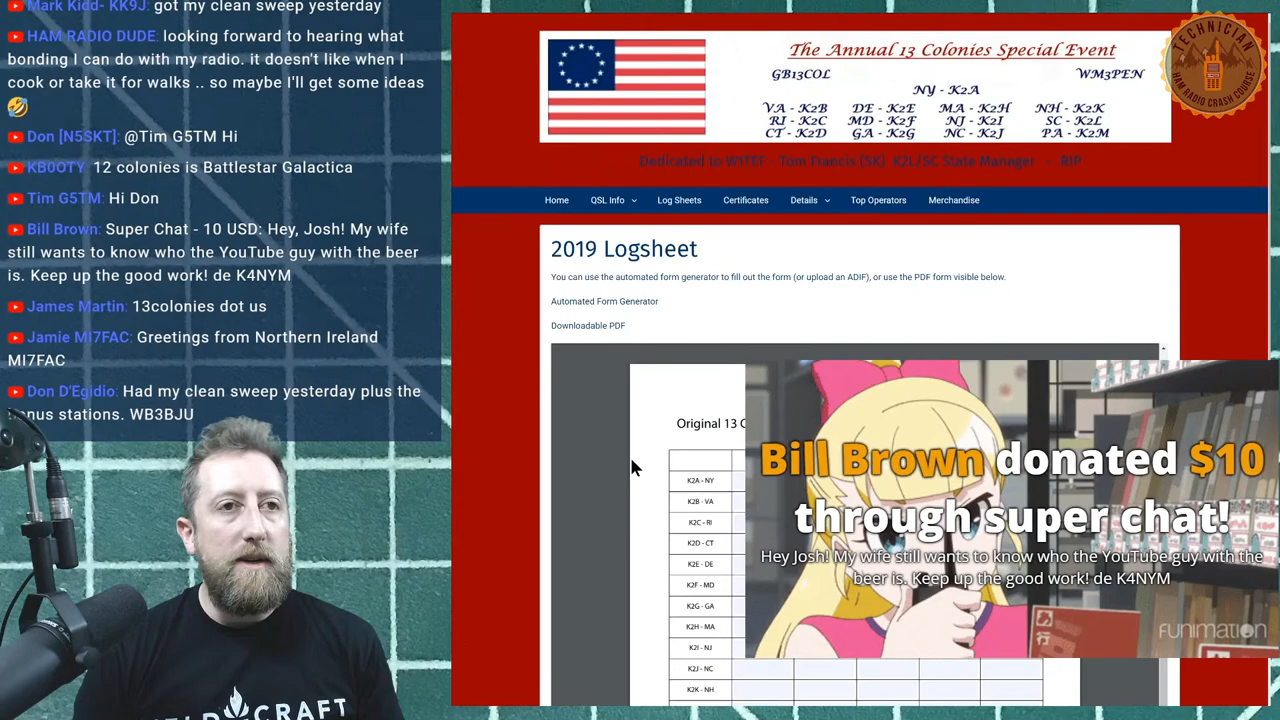 Mark Kidd- KK9J: got my clean sweep yesterday
HAM RADIO DUDE: looking forward to hearing what
bonding I can do with my radio. it doesn't like when I
cook or take it for walks .. so maybe I'll get some ideas
🤣
Don [N5SKT]: @Tim G5TM Hi
KB0OTY: 12 colonies is Battlestar Galactica
Tim G5TM: Hi Don
Bill Brown: Super Chat - 10 USD: Hey, Josh! My wife
still wants to know who the YouTube guy with the beer
is. Keep up the good work! de K4NYM
James Martin: 13colonies dot us
Jamie MI7FAC: Greetings from Northern Ireland
MI7FAC
Don D'Egidio: Had my clean sweep yesterday plus the
onus stations. WB3BJU
The Annual 13 Colonies Special Event
GB13COL WM3PEN
NY - K2A
VA - K2B DE - K2E MA - K2H NH - K2K
RI - K2C MD - K2F NJ - K2I SC - K2L
CT - K2D GA - K2G NC - K2J PA - K2M
TECHNICIAN
HAM RADIO CRASH COURSE
Dedicated to W1TEF - Tom Francis (SK) K2L/SC State Manager - RIP
Home QSL Info Log Sheets Certificates Details Top Operators Merchandise
2019 Logsheet
You can use the automated form generator to fill out the form (or upload an ADIF), or use the PDF form visible below.
Automated Form Generator
Downloadable PDF
Original 13 C
K2A - NY
K2B - VA
K2C - RI
K2D - CT
K2E - DE
K2F - MD
K2G - GA
K2H - MA
K2I - NJ
K2J - NC
K2K - NH
Bill Brown donated $10
through super chat!
Hey Josh! My wife still wants to know who the YouTube guy with the
beer is. Keep up the good work! de K4NYM
FUNIMATION
CRAFT